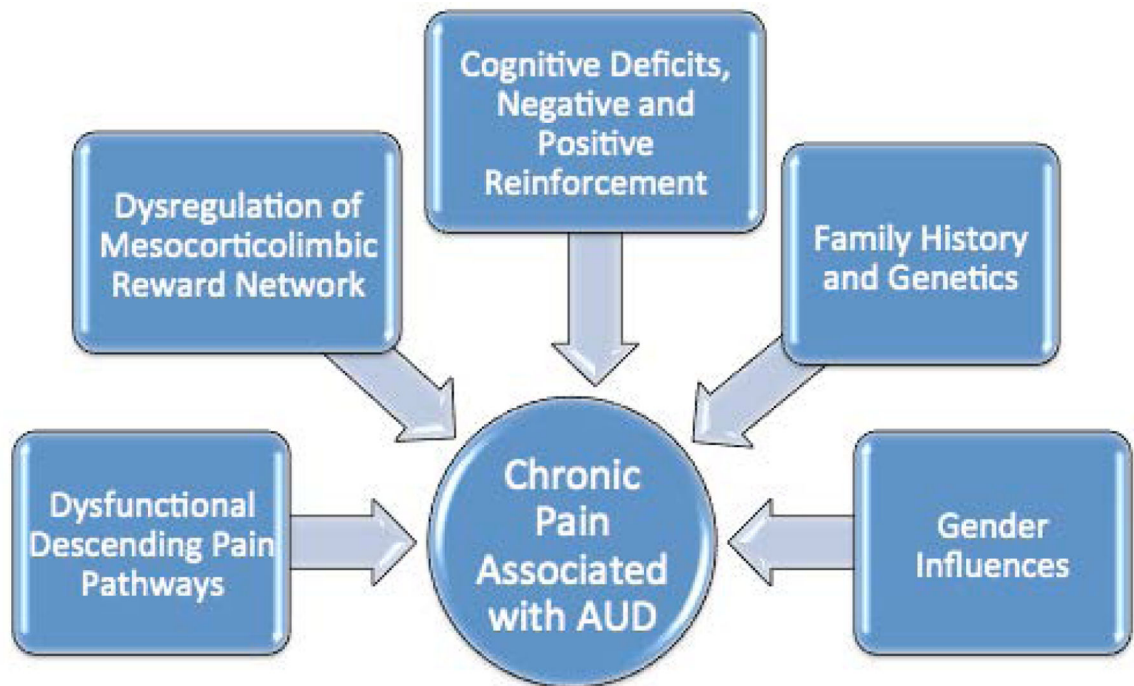 Cognitive Deficits,
Negative and
Positive
Reinforcement
Dysregulation of
Mesocorticolimbic
Reward Network
Family History
and Genetics
Dysfunctional
Descending Pain
Pathways
Chronic
Pain
Associated
with AUD
Gender
Influences